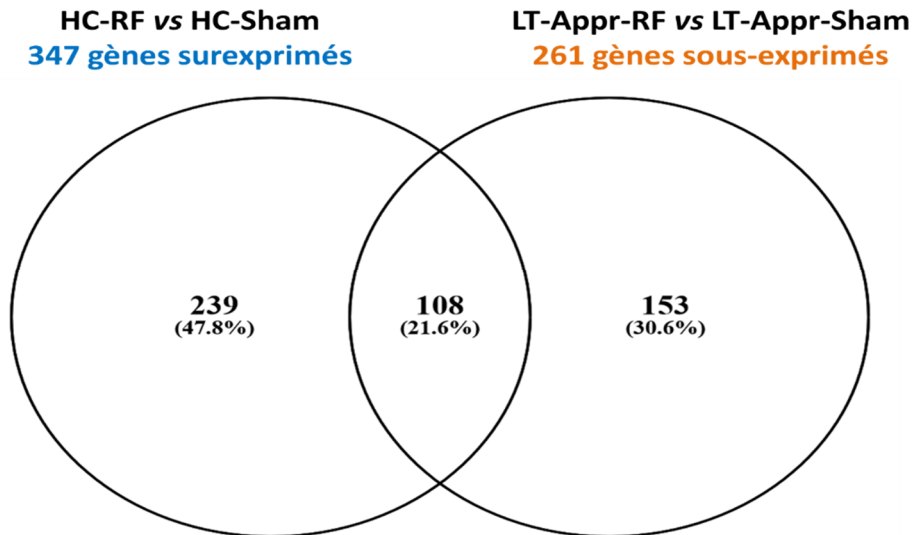 HC-RF vs HC-Sham
347 gènes surexprimés
LT-Appr-RF vs LT-Appr-Sham
261 gènes sous-exprimés
239
(47.8%)
108
(21.6%)
153
(30.6%)